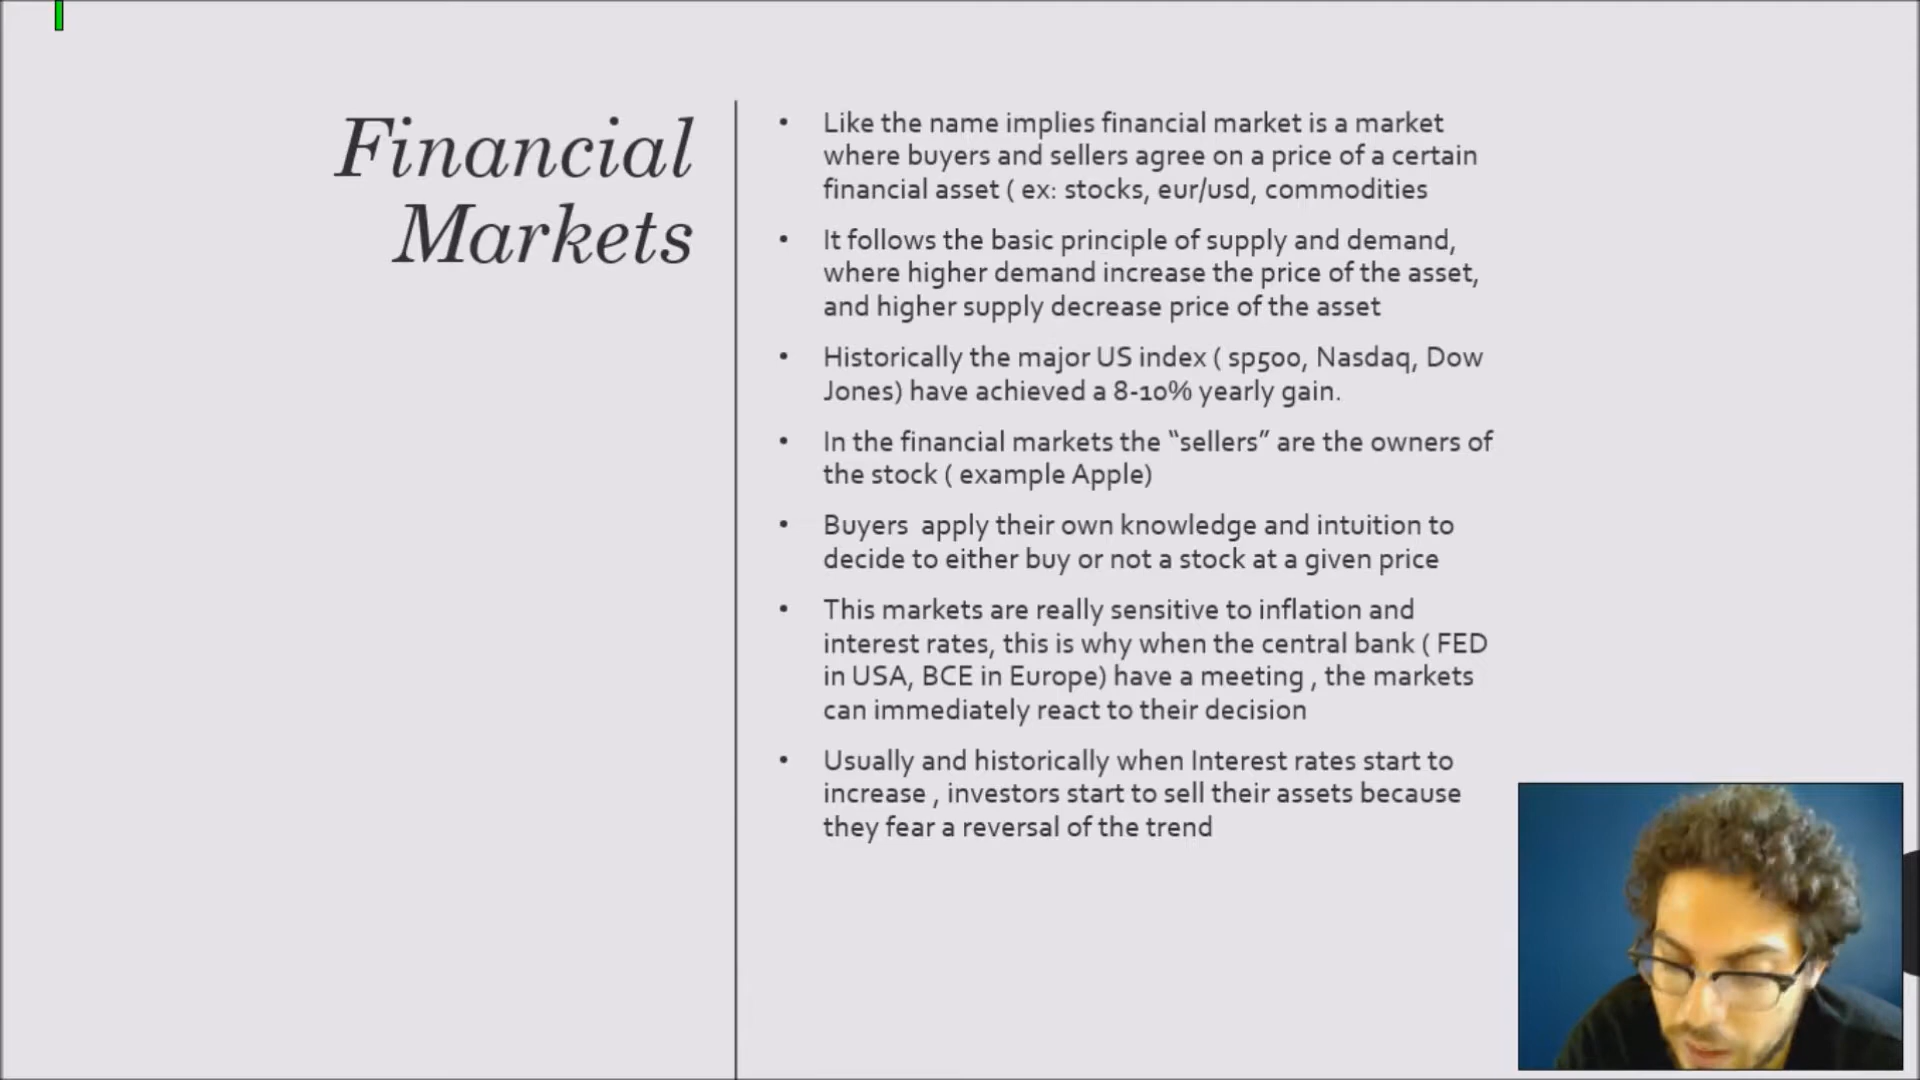 Financial
Markets
• Like the name implies financial market is a market
where buyers and sellers agree on a price of a certain
financial asset ( ex: stocks, eur/usd, commodities
• It follows the basic principle of supply and demand,
where higher demand increase the price of the asset,
and higher supply decrease price of the asset
• Historically the major US index ( sp500, Nasdaq, Dow
Jones) have achieved a 8-10% yearly gain.
• In the financial markets the “sellers” are the owners of
the stock ( example Apple)
• Buyers  apply their own knowledge and intuition to
decide to either buy or not a stock at a given price
• This markets are really sensitive to inflation and
interest rates, this is why when the central bank ( FED
in USA, BCE in Europe) have a meeting , the markets
can immediately react to their decision
• Usually and historically when Interest rates start to
increase , investors start to sell their assets because
they fear a reversal of the trend